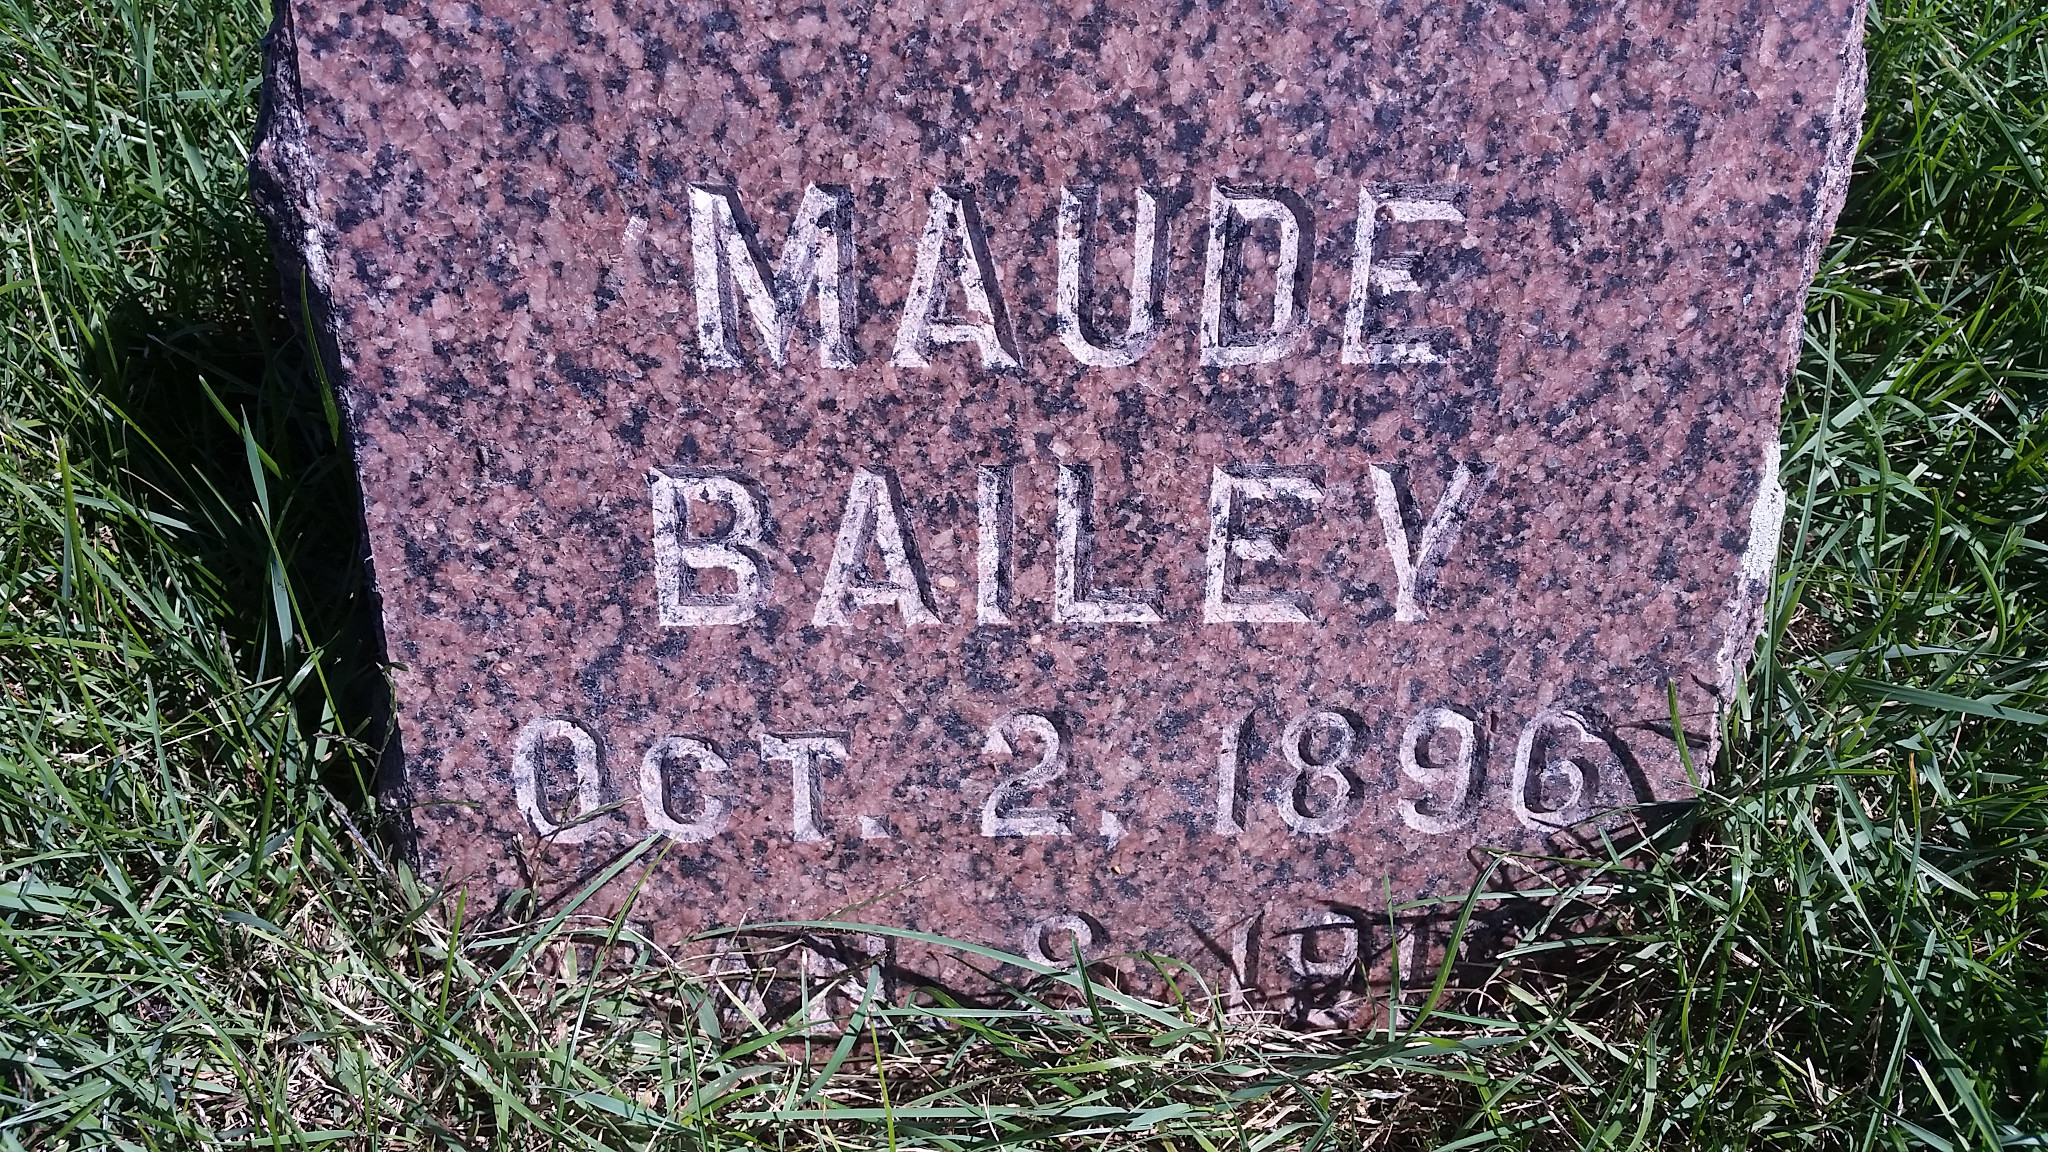 MAUDE
BAILEY
OCT. 2, 1896